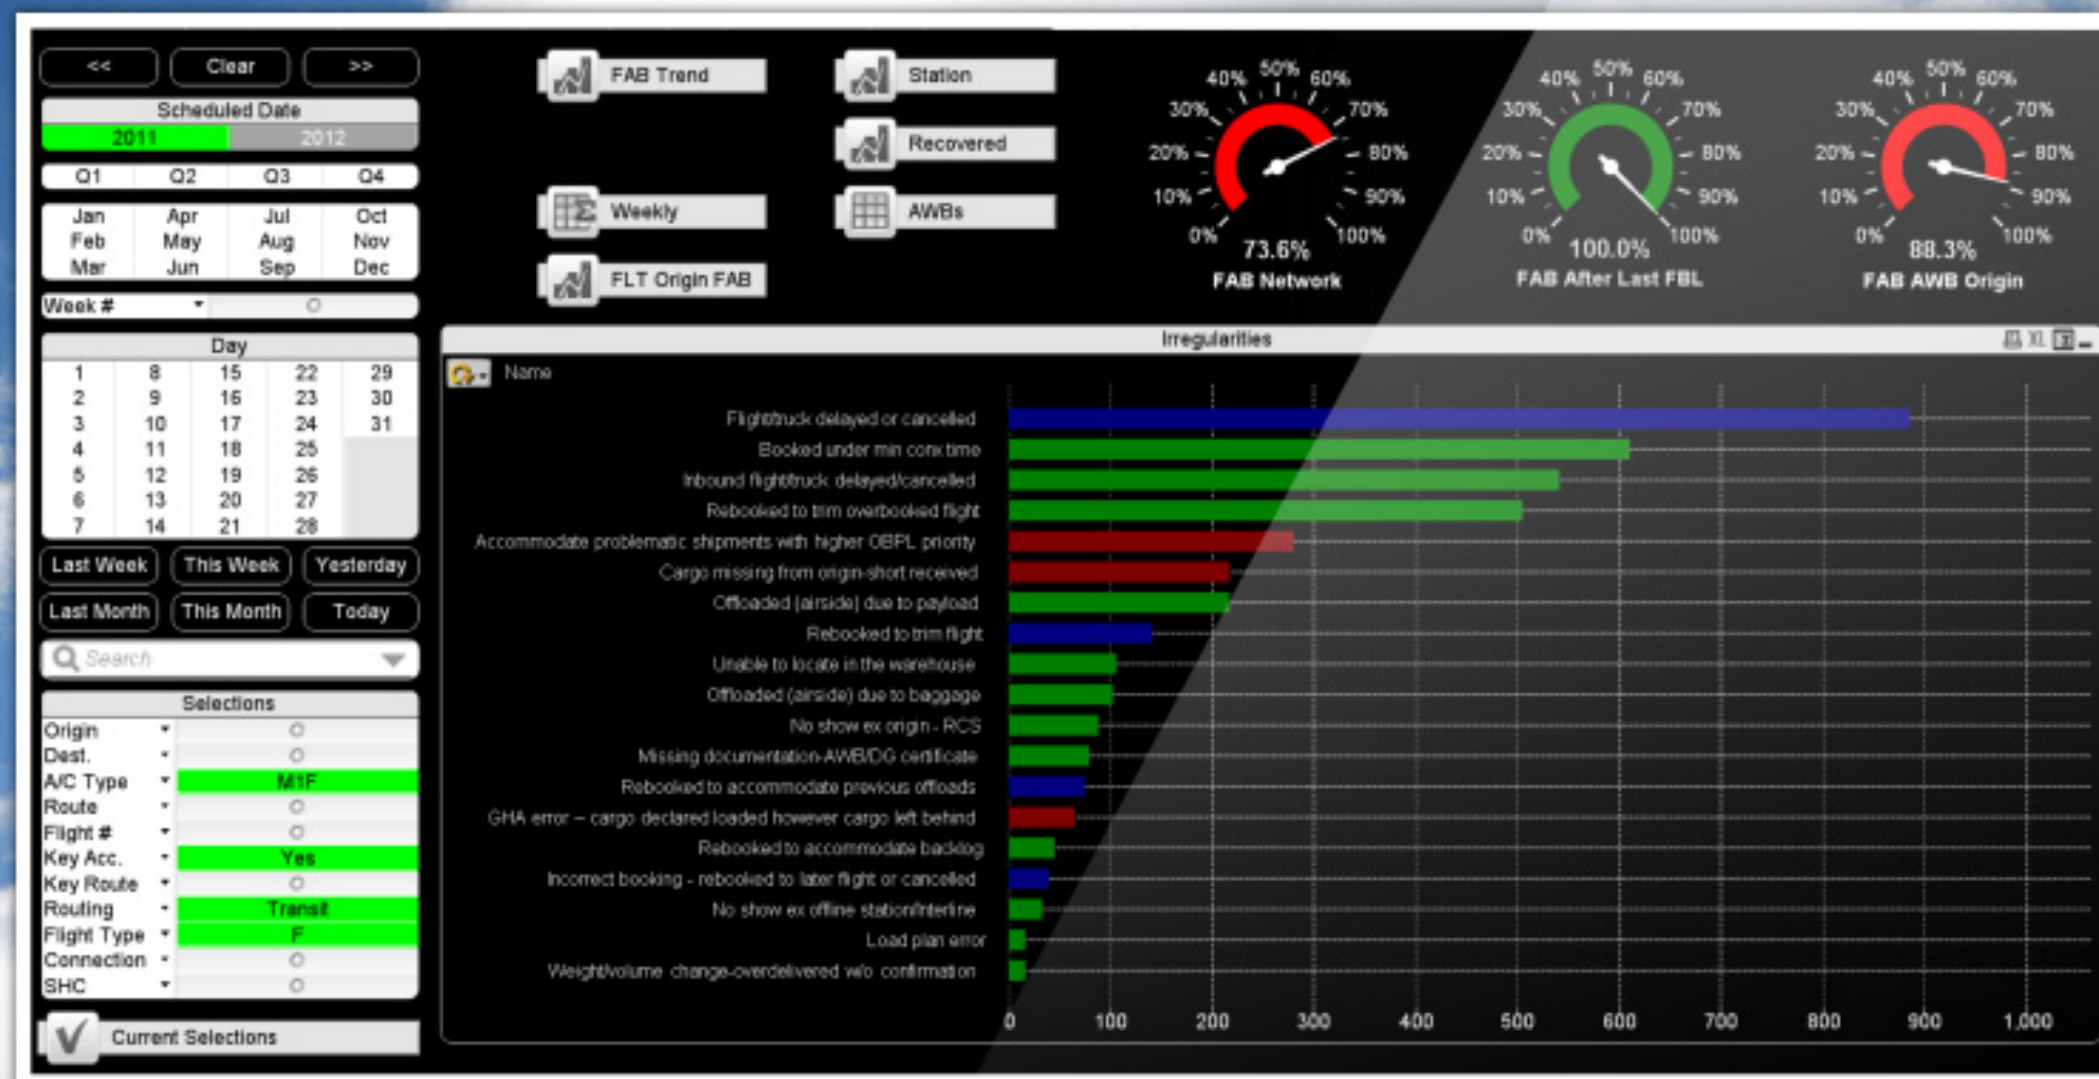 << Clear >>
Scheduled Date
2011 2012
Q1 Q2 Q3 Q4
Jan Apr Jul Oct
Feb May Aug Nov
Mar Jun Sep Dec
Week #
Day
1 8 15 22 29
2 9 16 23 30
3 10 17 24 31
4 11 18 25
5 12 19 26
6 13 20 27
7 14 21 28
Last Week This Week Yesterday
Last Month This Month Today
Search
Selections
Origin
Dest.
A/C Type M1F
Route
Flight #
Key Acc. Yes
Key Route
Routing Transit
Flight Type F
Connection
SHC
Current Selections
FAB Trend
Station
Recovered
Weekly
AWBs
FLT Origin FAB
0% 10% 20% 30% 40% 50% 60% 70% 80% 90% 100%
73.6%
FAB Network
0% 10% 20% 30% 40% 50% 60% 70% 80% 90% 100%
100.0%
FAB After Last FBL
0% 10% 20% 30% 40% 50% 60% 70% 80% 90% 100%
88.3%
FAB AWB Origin
Irregularities
XL
Name
Flight/truck delayed or cancelled
Booked under min conx time
Inbound flight/truck delayed/cancelled
Rebooked to trim overbooked flight
Accommodate problematic shipments with higher OBPL priority
Cargo missing from origin-short received
Offloaded (airside) due to payload
Rebooked to trim flight
Unable to locate in the warehouse
Offloaded (airside) due to baggage
No show ex origin - RCS
Missing documentation-AWB/DG certificate
Rebooked to accommodate previous offloads
GHA error – cargo declared loaded however cargo left behind
Rebooked to accommodate backlog
Incorrect booking - rebooked to later flight or cancelled
No show ex offline station/Interline
Load plan error
Weight/volume change-overdelivered w/o confirmation
0 100 200 300 400 500 600 700 800 900 1,000